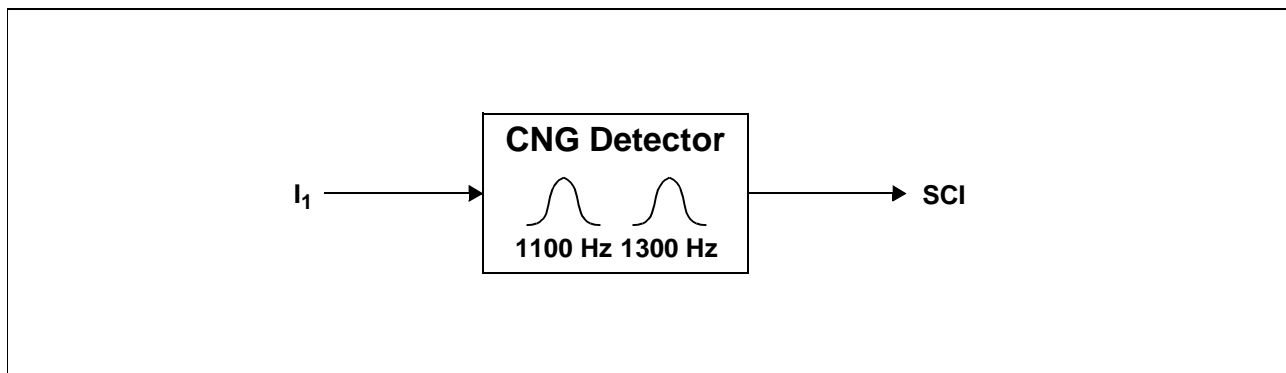 CNG Detector
I₁
SCI
1100 Hz 1300 Hz